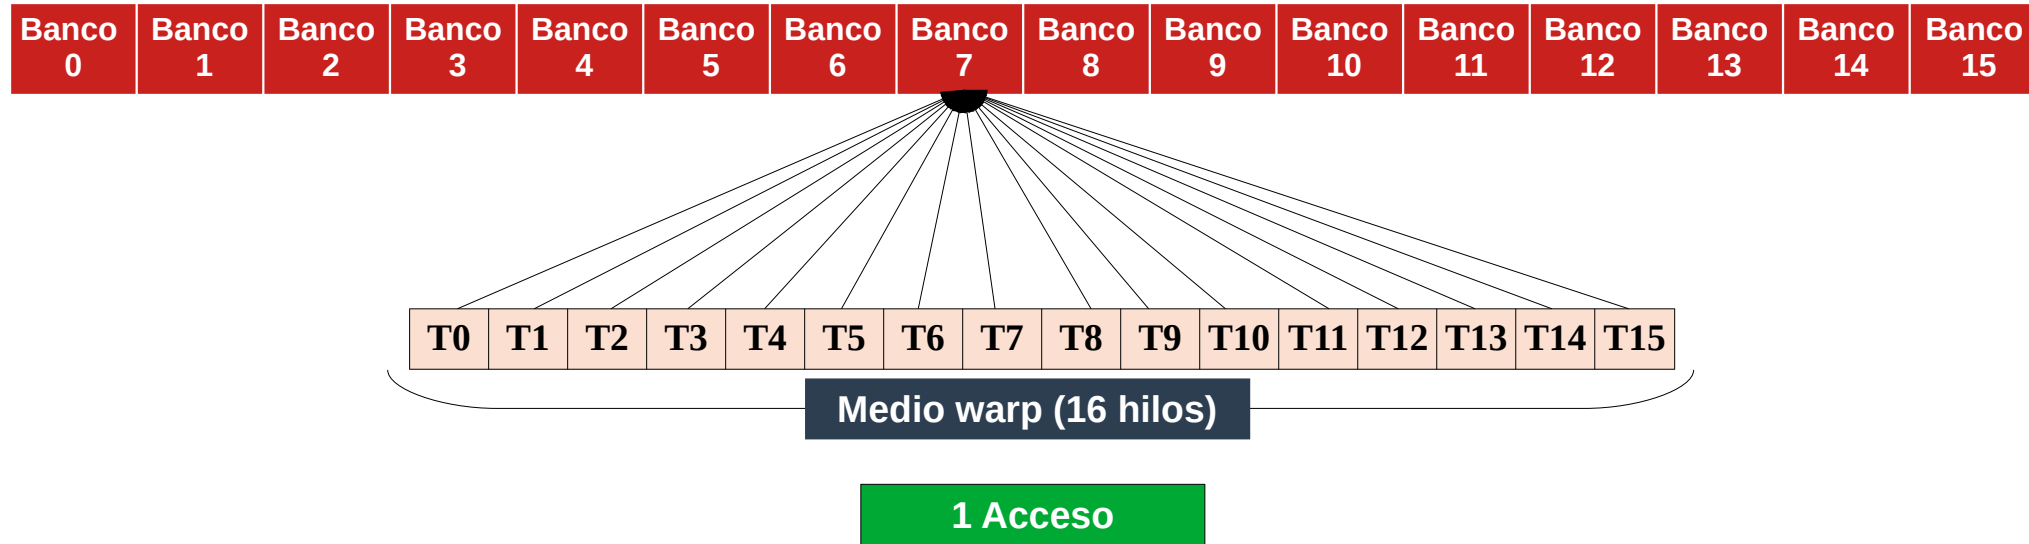 Banco Banco Banco Banco Banco Banco Banco Banco Banco Banco Banco Banco Banco Banco Banco Banco
0 1 2 3 4 5 6 7 8 9 10 11 12 13 14 15
T0 T1 T2 T3 T4 T5 T6 T7 T8 T9 T10 T11 T12 T13 T14 T15
Medio warp (16 hilos)
1 Acceso